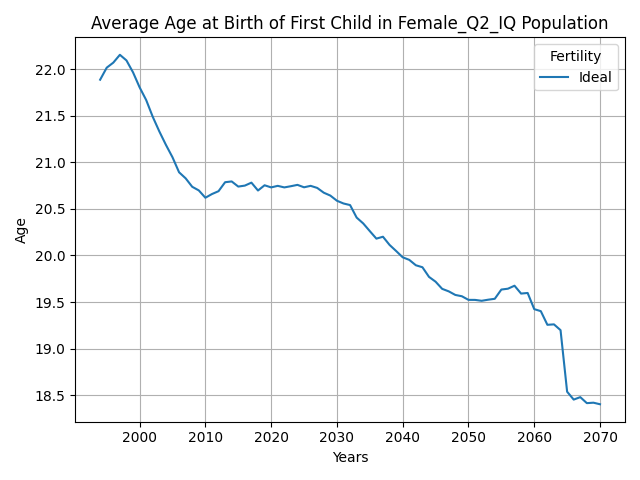 Average Age at Birth of First Child in Female_Q2_IQ Population
Fertility
Ideal
Age
22.0
21.5
21.0
20.5
20.0
19.5
19.0
18.5
2000 2010 2020 2030 2040 2050 2060 2070
Years